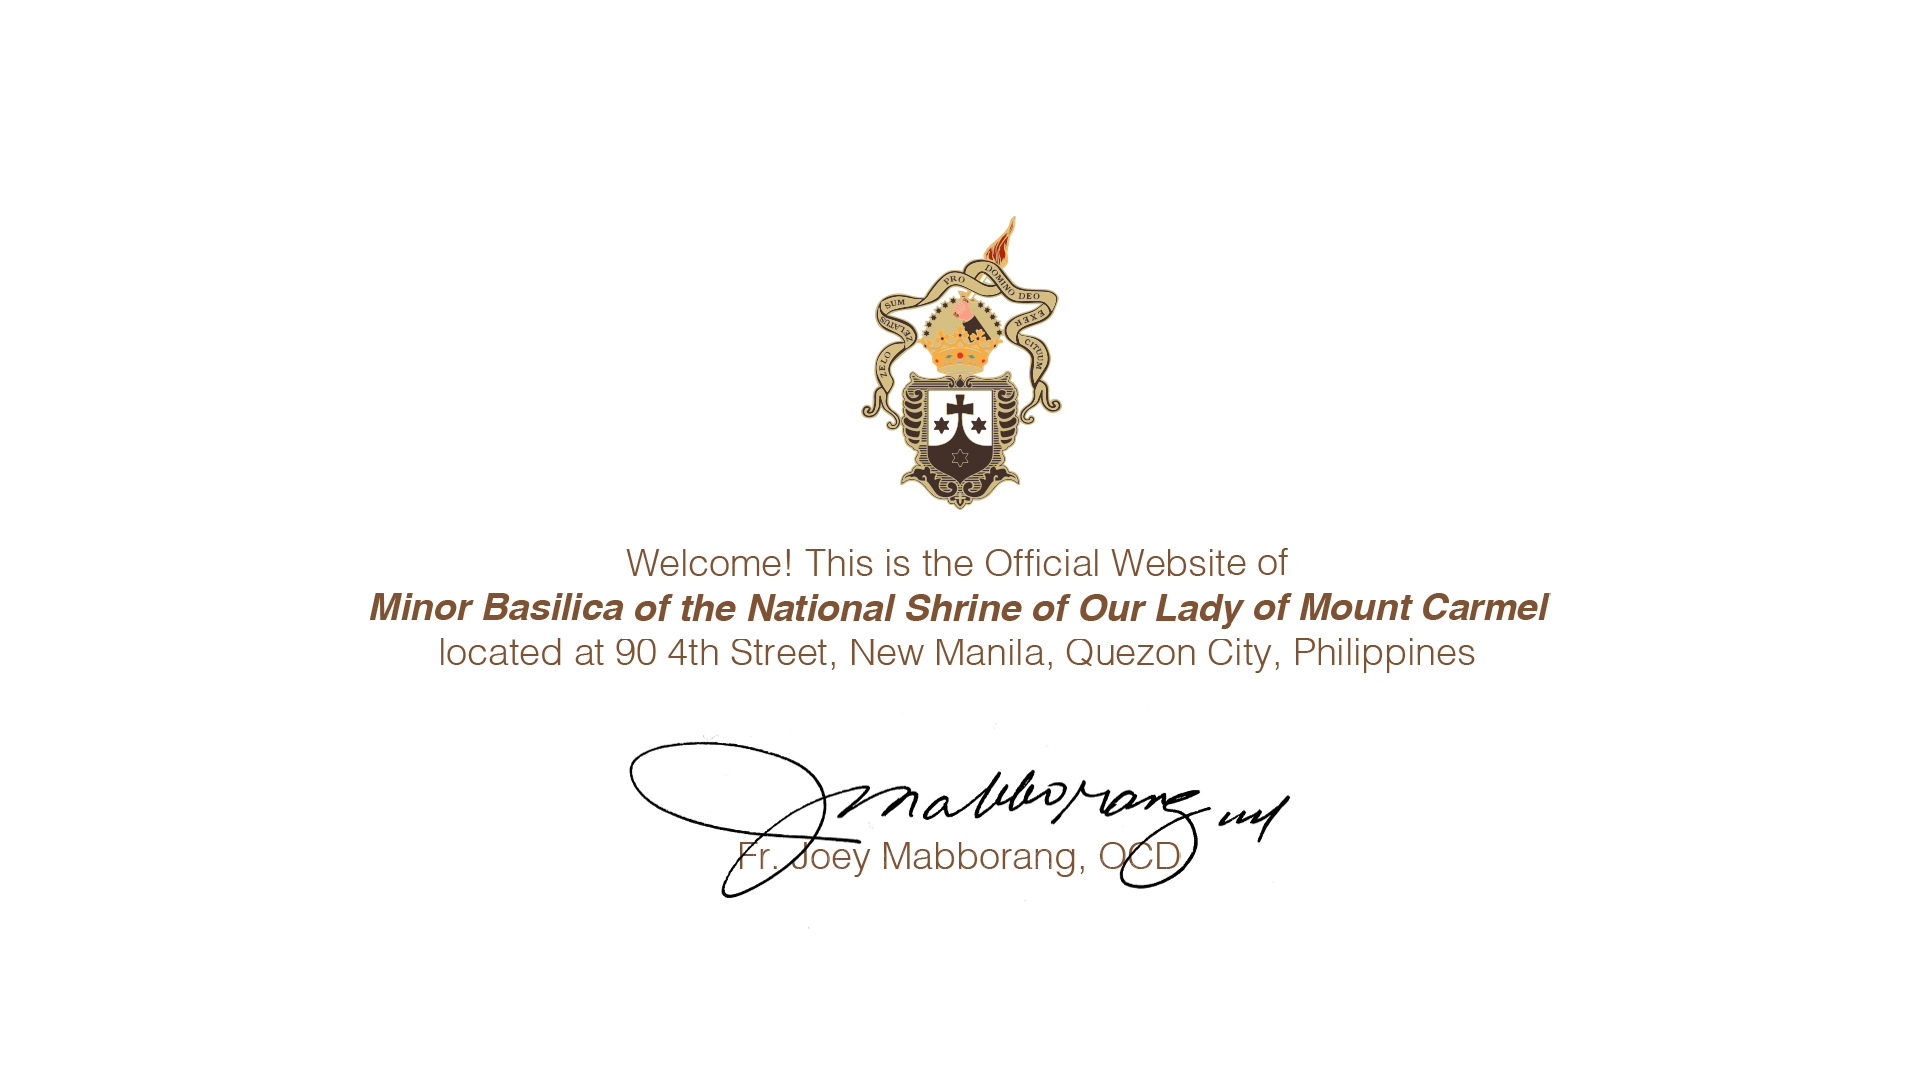 ZELO ZELATUS SUM PRO DOMINO DEO EXERCITUUM
Welcome! This is the Official Website of
Minor Basilica of the National Shrine of Our Lady of Mount Carmel
located at 90 4th Street, New Manila, Quezon City, Philippines
Jmabborang
Fr. Joey Mabborang, OCD